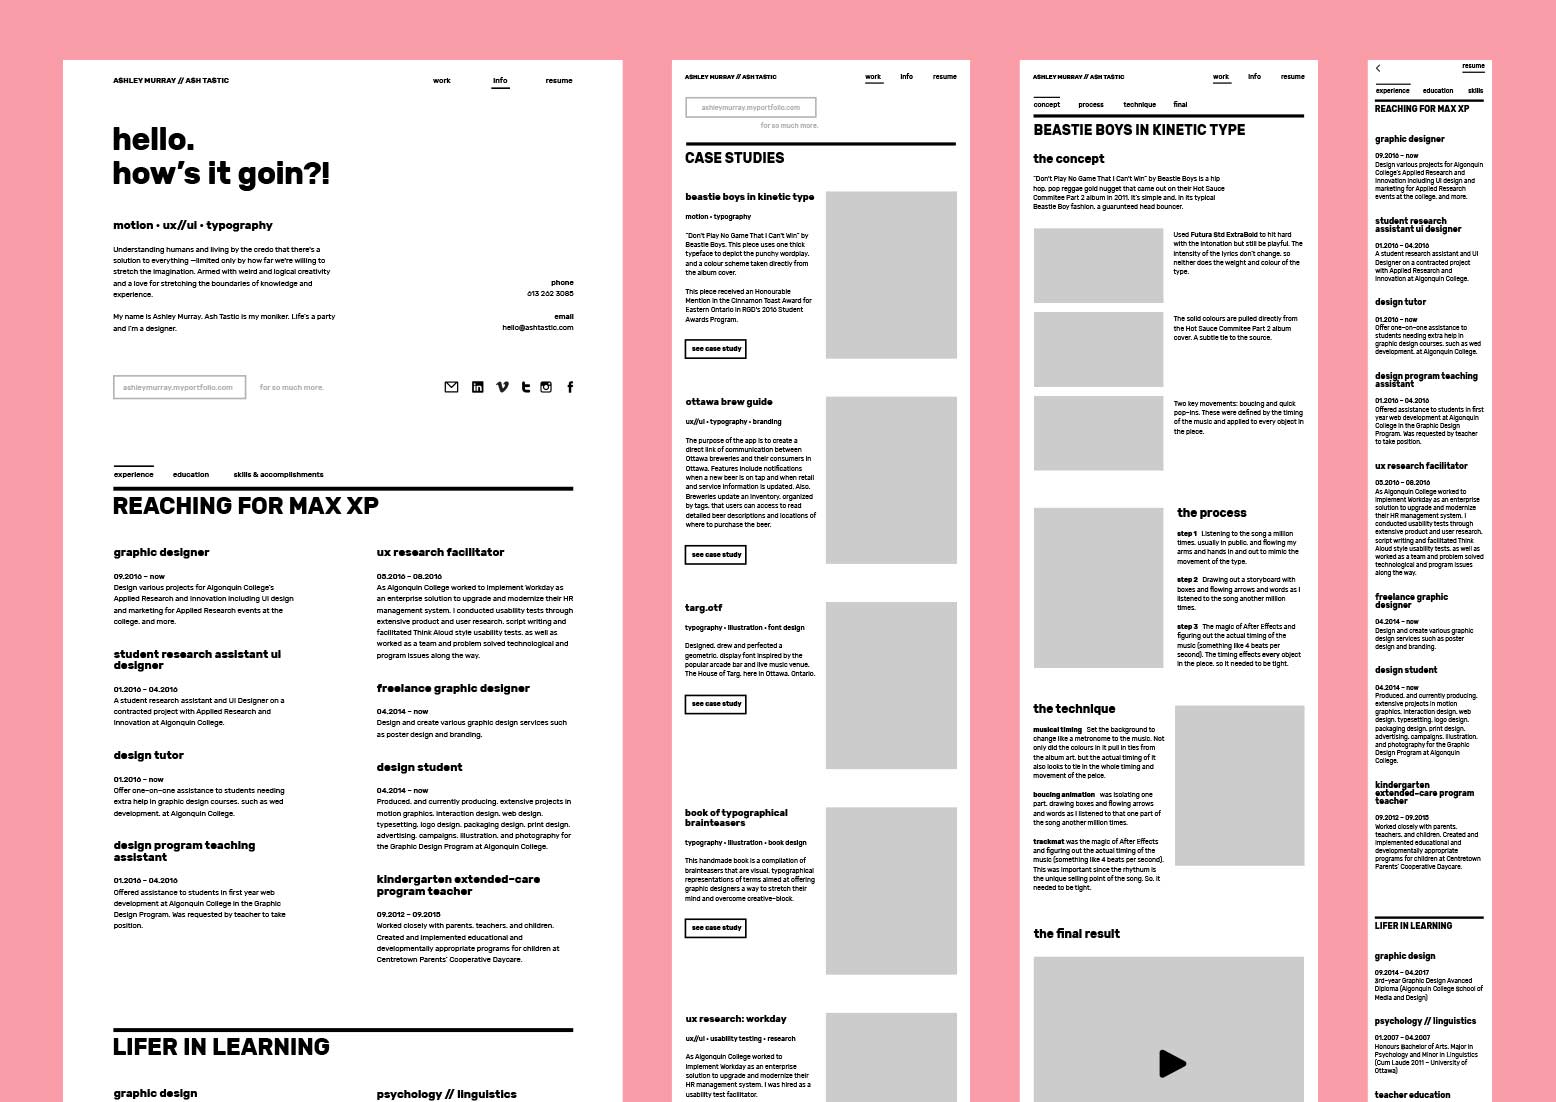 ASHLEY MURRAY // ASH TASTIC
work
info
resume
hello.
how's it goin?!
motion • ux//ui • typography
Understanding humans and living by the credo that there's a
solution to everything —limited only by how far we're willing to
stretch the imagination. Armed with weird and logical creativity
and a love for stretching the boundaries of knowledge and
experience.
My name is Ashley Murray. Ash Tastic is my moniker. Life's a party
and I'm a designer.
phone
613 262 3085
email
hello@ashtastic.com
ashleymurray.myportfolio.com
for so much more.
experience
education
skills & accomplishments
REACHING FOR MAX XP
graphic designer
09.2016 – now
Design various projects for Algonquin College's
Applied Research and Innovation including UI design
and marketing for Applied Research events at the
college, and more.
student research assistant ui
designer
01.2016 – 04.2016
A student research assistant and UI Designer on a
contracted project with Applied Research and
Innovation at Algonquin College.
design tutor
01.2016 – now
Offer one-on-one assistance to students needing
extra help in graphic design courses, such as wed
development, at Algonquin College.
design program teaching
assistant
01.2016 – 04.2016
Offered assistance to students in first year web
development at Algonquin College in the Graphic
Design Program. Was requested by teacher to take
position.
ux research facilitator
05.2016 – 08.2016
As Algonquin College worked to implement Workday as
an enterprise solution to upgrade and modernize their HR
management system, I conducted usability tests through
extensive product and user research, script writing and
facilitated Think Aloud style usability tests, as well as
worked as a team and problem solved technological and
program issues along the way.
freelance graphic designer
04.2014 – now
Design and create various graphic design services such
as poster design and branding.
design student
04.2014 – now
Produced, and currently producing, extensive projects in
motion graphics, interaction design, web design,
typesetting, logo design, packaging design, print design,
advertising, campaigns, illustration, and photography for
the Graphic Design Program at Algonquin College.
kindergarten extended-care
program teacher
09.2012 – 09.2015
Worked closely with parents, teachers, and children.
Created and implemented educational and
developmentally appropriate programs for children at
Centretown Parents' Cooperative Daycare.
LIFER IN LEARNING
graphic design
psychology // linguistics
ASHLEY MURRAY // ASH TASTIC
work
info
resume
ashleymurray.myportfolio.com
for so much more.
CASE STUDIES
beastie boys in kinetic type
motion • typography
"Don't Play No Game That I Can't Win" by
Beastie Boys. This piece uses one thick
typeface to depict the punchy wordplay,
and a colour scheme taken directly from
the album cover.
This piece received an Honourable
Mention in the Cinnamon Toast Award for
Eastern Ontario in RGD's 2016 Student
Awards Program.
see case study
ottawa brew guide
ux//ui • typography • branding
The purpose of the app is to create a
direct link of communication between
Ottawa breweries and their consumers in
Ottawa. Features include notifications
when a new beer is on tap and when retail
and service information is updated. Also,
Breweries update an inventory, organized
by tags, that users can access to read
detailed beer descriptions and locations of
where to purchase the beer.
see case study
targ.otf
typography • illustration • font design
Designed, drew and perfected a
geometric, display font inspired by the
popular arcade bar and live music venue,
The House of Targ, here in Ottawa, Ontario.
see case study
book of typographical
brainteasers
typography • illustration • book design
This handmade book is a compilation of
brainteasers that are visual, typographical
representations of terms aimed at offering
graphic designers a way to stretch their
mind and overcome creative-block.
see case study
ux research: workday
ux//ui • usability testing • research
As Algonquin College worked to
implement Workday as an enterprise
solution to upgrade and modernize their
HR management system, I was hired as a
usability test facilitator.
ASHLEY MURRAY // ASH TASTIC
work
info
resume
concept
process
technique
final
BEASTIE BOYS IN KINETIC TYPE
the concept
"Don't Play No Game That I Can't Win" by Beastie Boys is a hip
hop, pop reggae gold nugget that came out on their Hot Sauce
Commitee Part 2 album in 2011. It's simple and, in its typical
Beastie Boy fashion, a guarunteed head bouncer.
Used Futura Std ExtraBold to hit hard
with the intonation but still be playful. The
intensity of the lyrics don't change, so
neither does the weight and colour of the
type.
The solid colours are pulled directly from
the Hot Sauce Commitee Part 2 album
cover. A subtle tie to the source.
Two key movements: boucing and quick
pop-ins. These were defined by the timing
of the music and applied to every object in
the piece.
the process
step 1 Listening to the song a million
times, usually in public, and flowing my
arms and hands in and out to mimic the
movement of the type.
step 2 Drawing out a storyboard with
boxes and flowing arrows and words as I
listened to the song another million
times.
step 3 The magic of After Effects and
figuring out the actual timing of the
music (something like 4 beats per
second). The timing effects every object
in the piece, so it needed to be tight.
the technique
musical timing Set the background to
change like a metronome to the music. Not
only did the colours in it pull in ties from
the album art, but the actual timing of it
also looks to tie in the whole timing and
movement of the peice.
boucing animation was isolating one
part, drawing boxes and flowing arrows
and words as I listened to that one part of
the song another million times.
trackmat was the magic of After Effects
and figuring out the actual timing of the
music (something like 4 beats per second).
This was important since the rhythum is
the unique selling point of the song. So, it
needed to be tight.
the final result
resume
experience
education
skills
REACHING FOR MAX XP
graphic designer
09.2016 – now
Design various projects for Algonquin
College's Applied Research and
Innovation including UI design and
marketing for Applied Research
events at the college, and more.
student research
assistant ui designer
01.2016 – 04.2016
A student research assistant and UI
Designer on a contracted project
with Applied Research and
Innovation at Algonquin College.
design tutor
01.2016 – now
Offer one-on-one assistance to
students needing extra help in
graphic design courses, such as wed
development, at Algonquin College.
design program teaching
assistant
01.2016 – 04.2016
Offered assistance to students in first
year web development at Algonquin
College in the Graphic Design
Program. Was requested by teacher
to take position.
ux research facilitator
05.2016 – 08.2016
As Algonquin College worked to
implement Workday as an enterprise
solution to upgrade and modernize
their HR management system, I
conducted usability tests through
extensive product and user research,
script writing and facilitated Think
Aloud style usability tests, as well as
worked as a team and problem solved
technological and program issues
along the way.
freelance graphic
designer
04.2014 – now
Design and create various graphic
design services such as poster
design and branding.
design student
04.2014 – now
Produced, and currently producing,
extensive projects in motion
graphics, interaction design, web
design, typesetting, logo design,
packaging design, print design,
advertising, campaigns, illustration,
and photography for the Graphic
Design Program at Algonquin
College.
kindergarten
extended-care program
teacher
09.2012 – 09.2015
Worked closely with parents,
teachers, and children. Created and
implemented educational and
developmentally appropriate
programs for children at Centretown
Parents' Cooperative Daycare.
LIFER IN LEARNING
graphic design
09.2014 – 04.2017
3rd-year Graphic Design Avanced
Diploma (Algonquin College School of
Media and Design)
psychology // linguistics
01.2007 – 04.2007
Honours Bachelor of Arts, Major in
Psychology and Minor in Linguistics
(Cum Laude 2011 – University of
Ottawa)
teacher education